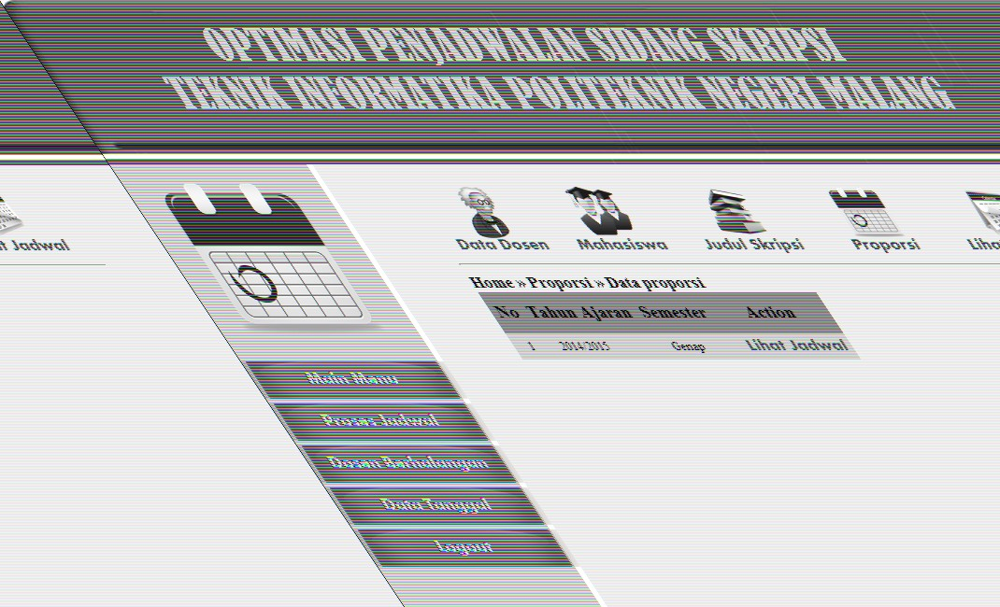 OPTIMASI PENJADWALAN SIDANG SKRIPSI
TEKNIK INFORMATIKA POLITEKNIK NEGERI MALANG
t Jadwal
Data Dosen Mahasiswa Judul Skripsi Proporsi Liha
Home » Proporsi » Data proporsi
No Tahun Ajaran Semester Action
1 2014/2015 Genap Lihat Jadwal
Main Menu
Proses Jadwal
Dosen Berhalangan
Data Tanggal
Logout